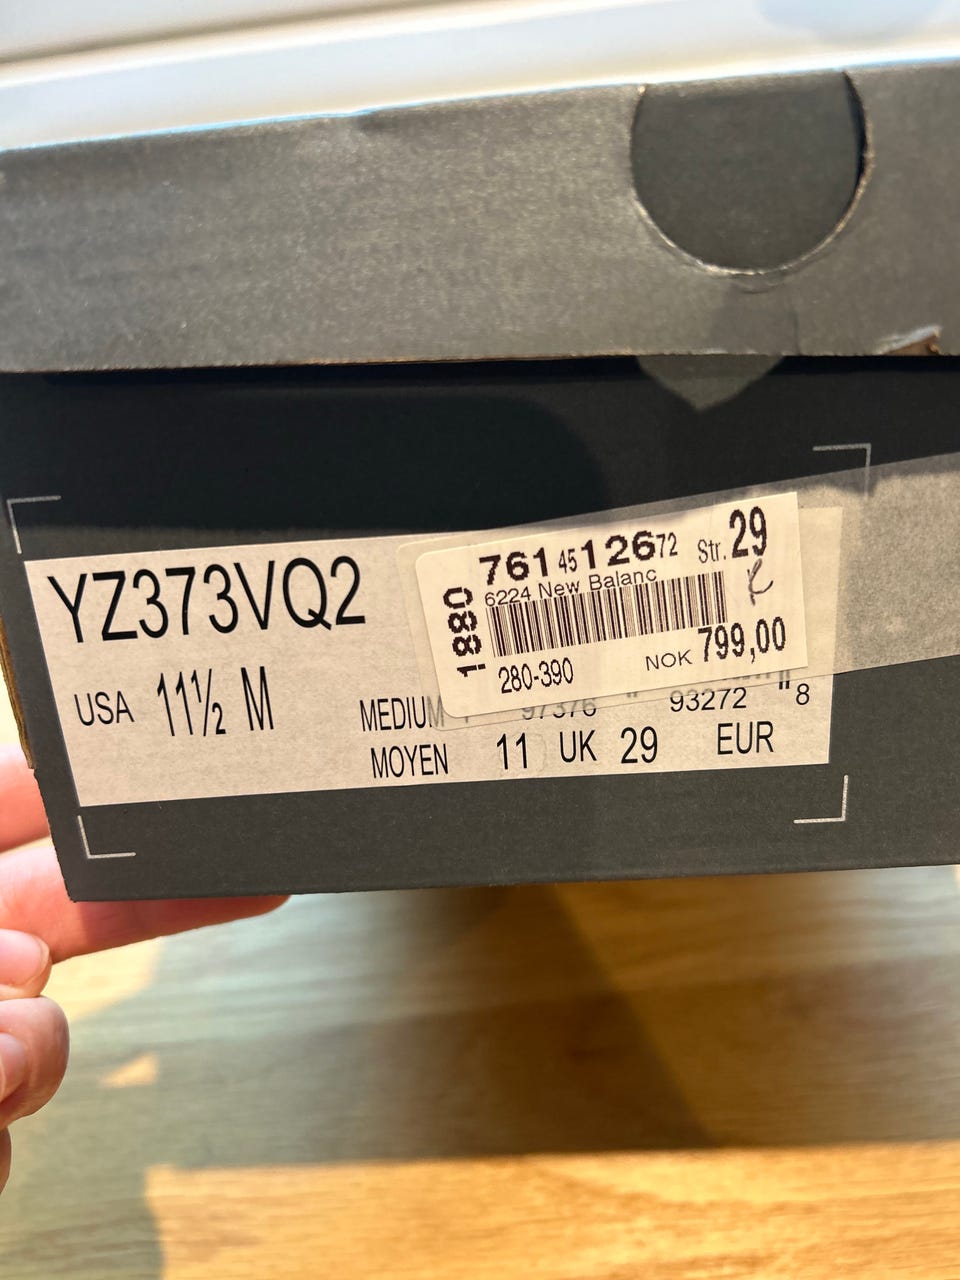 YZ373VQ2
USA 11½ M
MEDIUM
MOYEN
11 UK 29 EUR
93272 "8
1880
761 45 126 72 Str. 29
6224 New Balanc
280-390 NOK 799,00